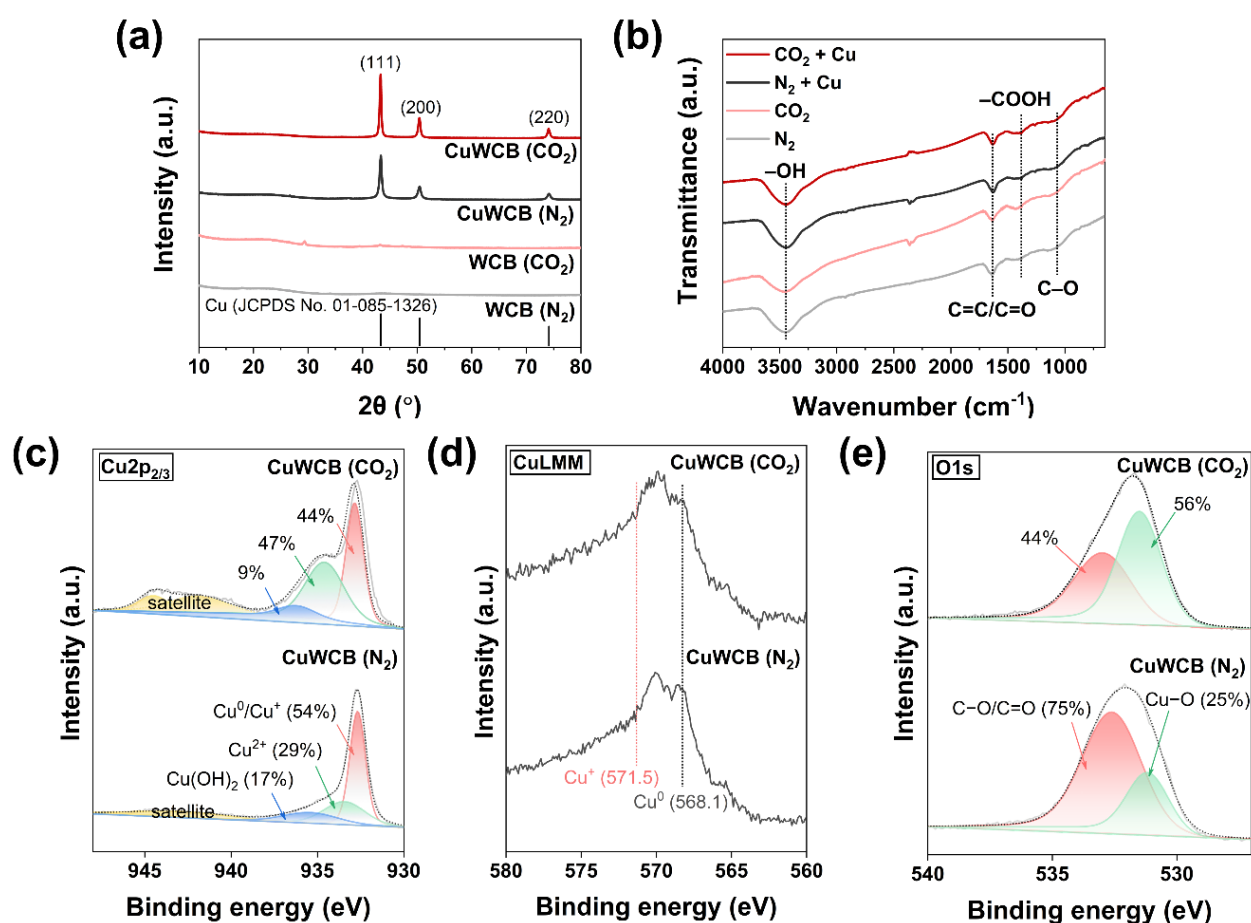 (a)
(111)
(200)
(220)
CuWCB (CO₂)
CuWCB (N₂)
WCB (CO₂)
Cu (JCPDS No. 01-085-1326)
WCB (N₂)
Intensity (a.u.)
10 20 30 40 50 60 70 80
2θ (°)
(b)
CO₂ + Cu
N₂ + Cu
CO₂
N₂
–COOH
–OH
C=C/C=O
C–O
Transmittance (a.u.)
4000 3500 3000 2500 2000 1500 1000
Wavenumber (cm⁻¹)
(c)
Cu2p₂/₃
CuWCB (CO₂)
44%
47%
9%
satellite
CuWCB (N₂)
Cu⁰/Cu⁺ (54%)
Cu²⁺ (29%)
Cu(OH)₂ (17%)
satellite
Intensity (a.u.)
945 940 935 930
Binding energy (eV)
(d)
CuLMM
CuWCB (CO₂)
CuWCB (N₂)
Cu⁺ (571.5)
Cu⁰ (568.1)
Intensity (a.u.)
580 575 570 565 560
Binding energy (eV)
(e)
O1s
CuWCB (CO₂)
56%
44%
CuWCB (N₂)
C–O/C=O (75%)
Cu–O (25%)
Intensity (a.u.)
540 535 530
Binding energy (eV)